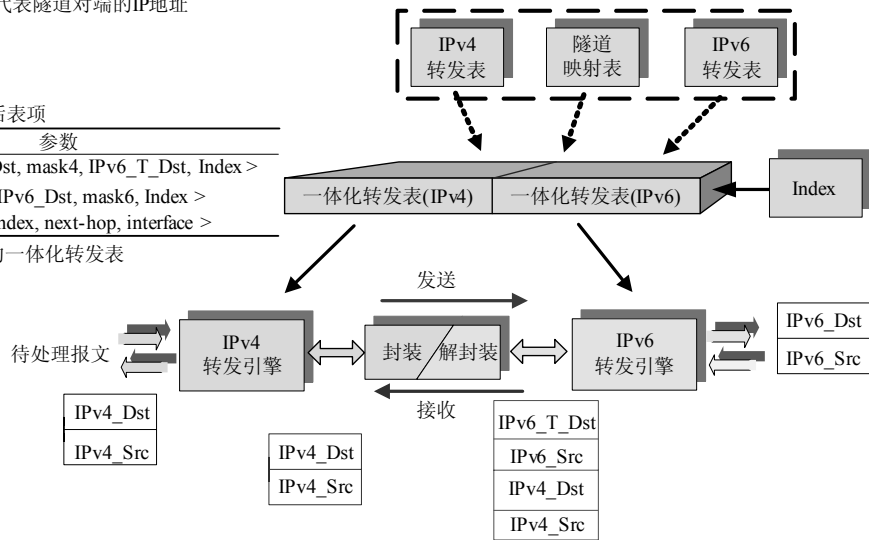 代表隧道对端的IP地址
后表项
参数
Dst, mask4, IPv6_T_Dst, Index >
IPv6_Dst, mask6, Index >
ndex, next-hop, interface >
一体化转发表
IPv4
转发表
隧道
映射表
IPv6
转发表
一体化转发表(IPv4)
一体化转发表(IPv6)
Index
发送
待处理报文
IPv4
转发引擎
封装
解封装
IPv6
转发引擎
接收
IPv6_Dst
IPv6_Src
IPv4_Dst
IPv4_Src
IPv4_Dst
IPv4_Src
IPv6_T_Dst
IPv6_Src
IPv4_Dst
IPv4_Src